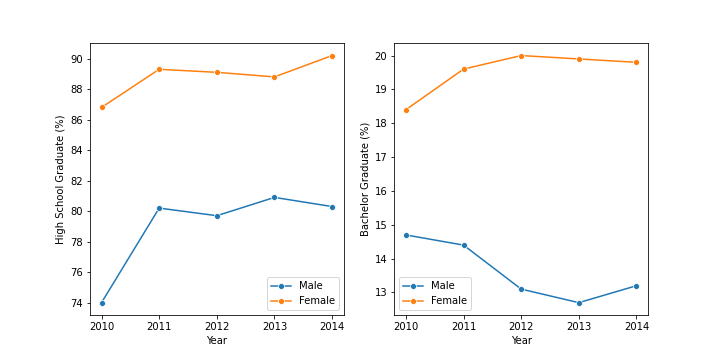 High School Graduate (%)
90
88
86
84
82
80
78
76
74
2010 2011 2012 2013 2014
Year
Male
Female
Bachelor Graduate (%)
20
19
18
17
16
15
14
13
2010 2011 2012 2013 2014
Year
Male
Female